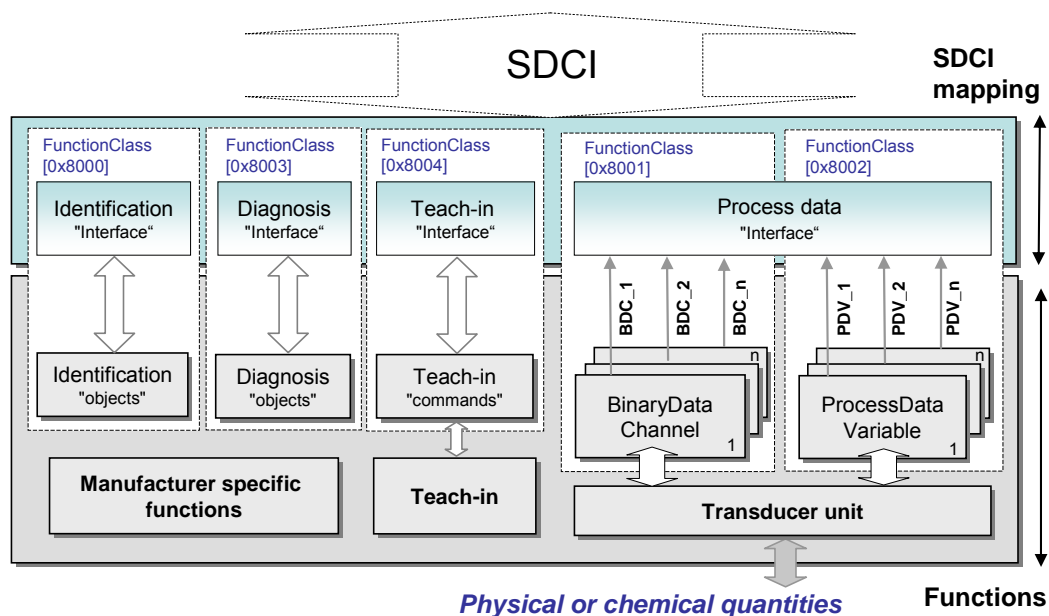 SDCI
SDCI
mapping
FunctionClass
[0x8000]
FunctionClass
[0x8003]
FunctionClass
[0x8004]
FunctionClass
[0x8001]
FunctionClass
[0x8002]
Identification
"Interface“
Diagnosis
"Interface“
Teach-in
"Interface“
Process data
"Interface“
BDC_1
BDC_2
BDC_n
PDV_1
PDV_2
PDV_n
Identification
"objects"
Diagnosis
"objects"
Teach-in
"commands"
n
BinaryData
Channel
1
n
ProcessData
Variable
1
Manufacturer specific
functions
Teach-in
Transducer unit
Physical or chemical quantities
Functions